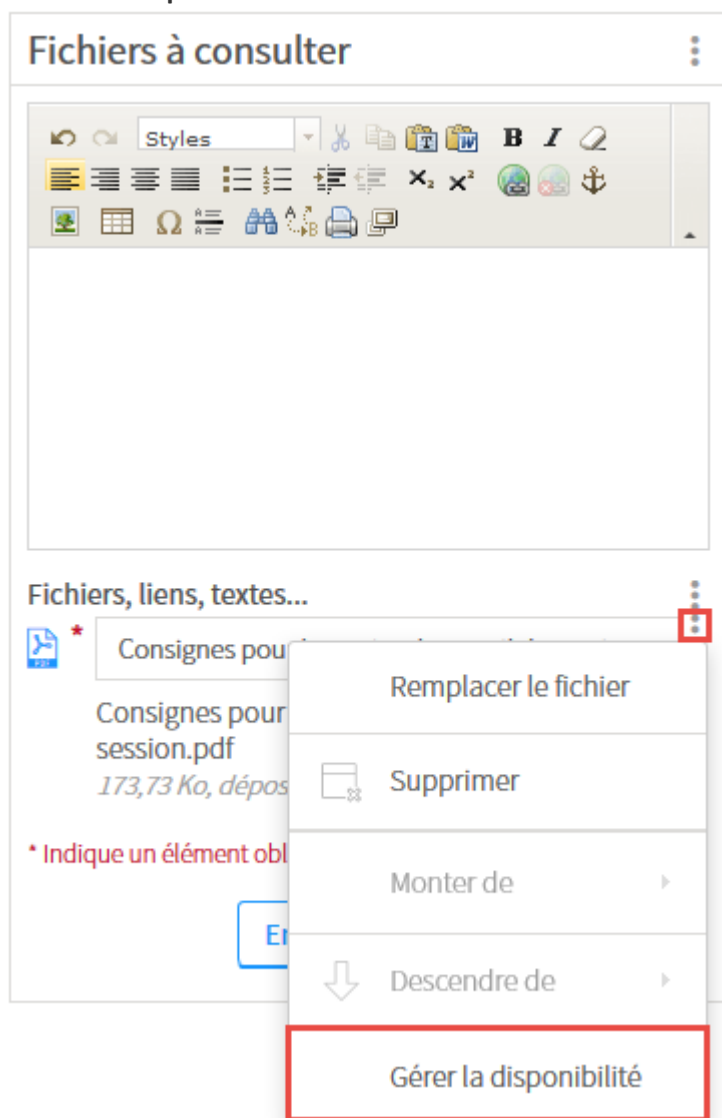 Fichiers à consulter
Styles
B I
Fichiers, liens, textes...
* Consignes pou
Consignes pour
session.pdf
173,73 Ko, dépos
* Indique un élément obl
Remplacer le fichier
Supprimer
Monter de
Descendre de
Gérer la disponibilité